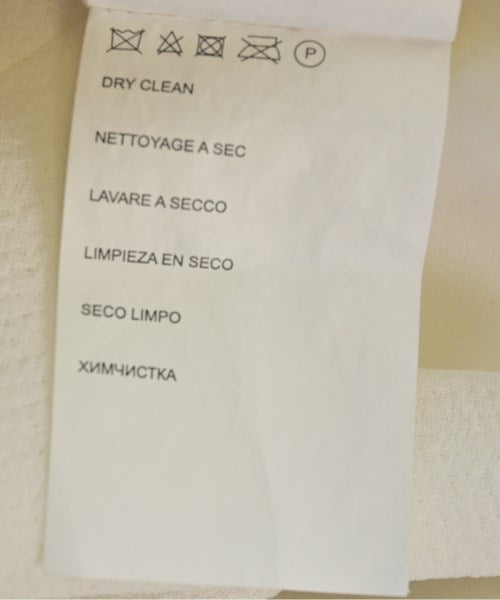 P
DRY CLEAN
NETTOYAGE A SEC
LAVARE A SECCO
LIMPIEZA EN SECO
SECO LIMPO
ХИМЧИСТКА